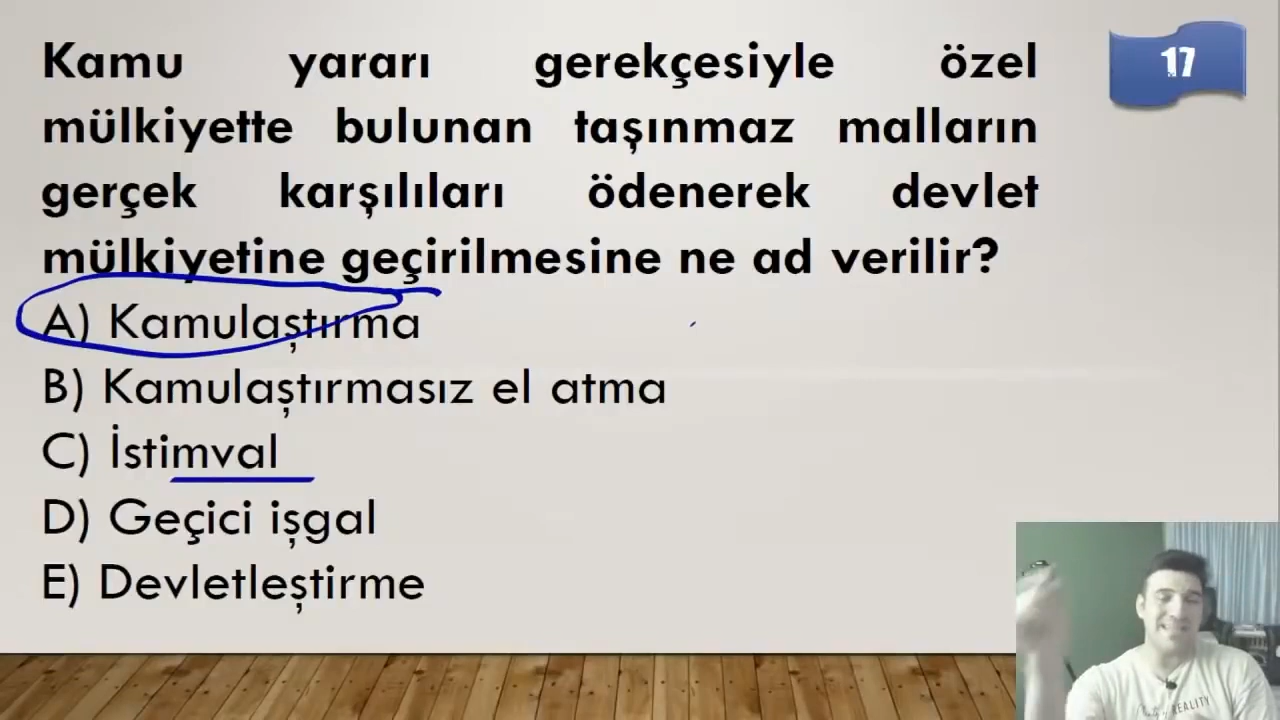 Kamu yararı gerekçesiyle özel
mülkiyette bulunan taşınmaz malların
gerçek karşılıları ödenerek devlet
mülkiyetine geçirilmesine ne ad verilir?
A) Kamulaştırma
B) Kamulaştırmasız el atma
C) İstimval
D) Geçici işgal
E) Devletleştirme
17
REALITY